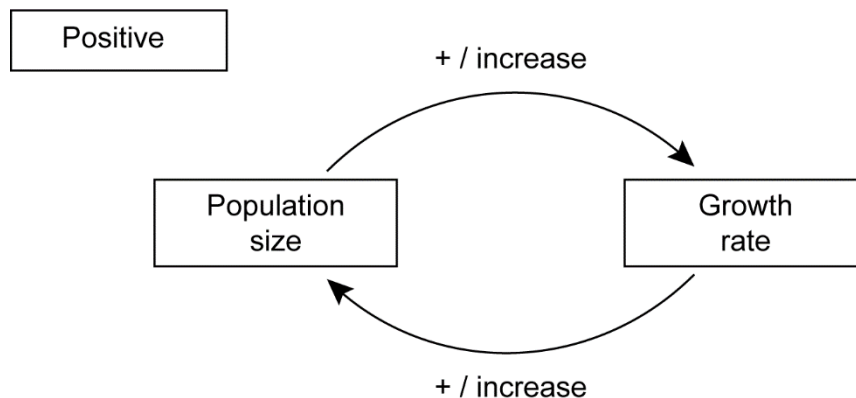 Positive
+ / increase
Population
size
Growth
rate
+ / increase